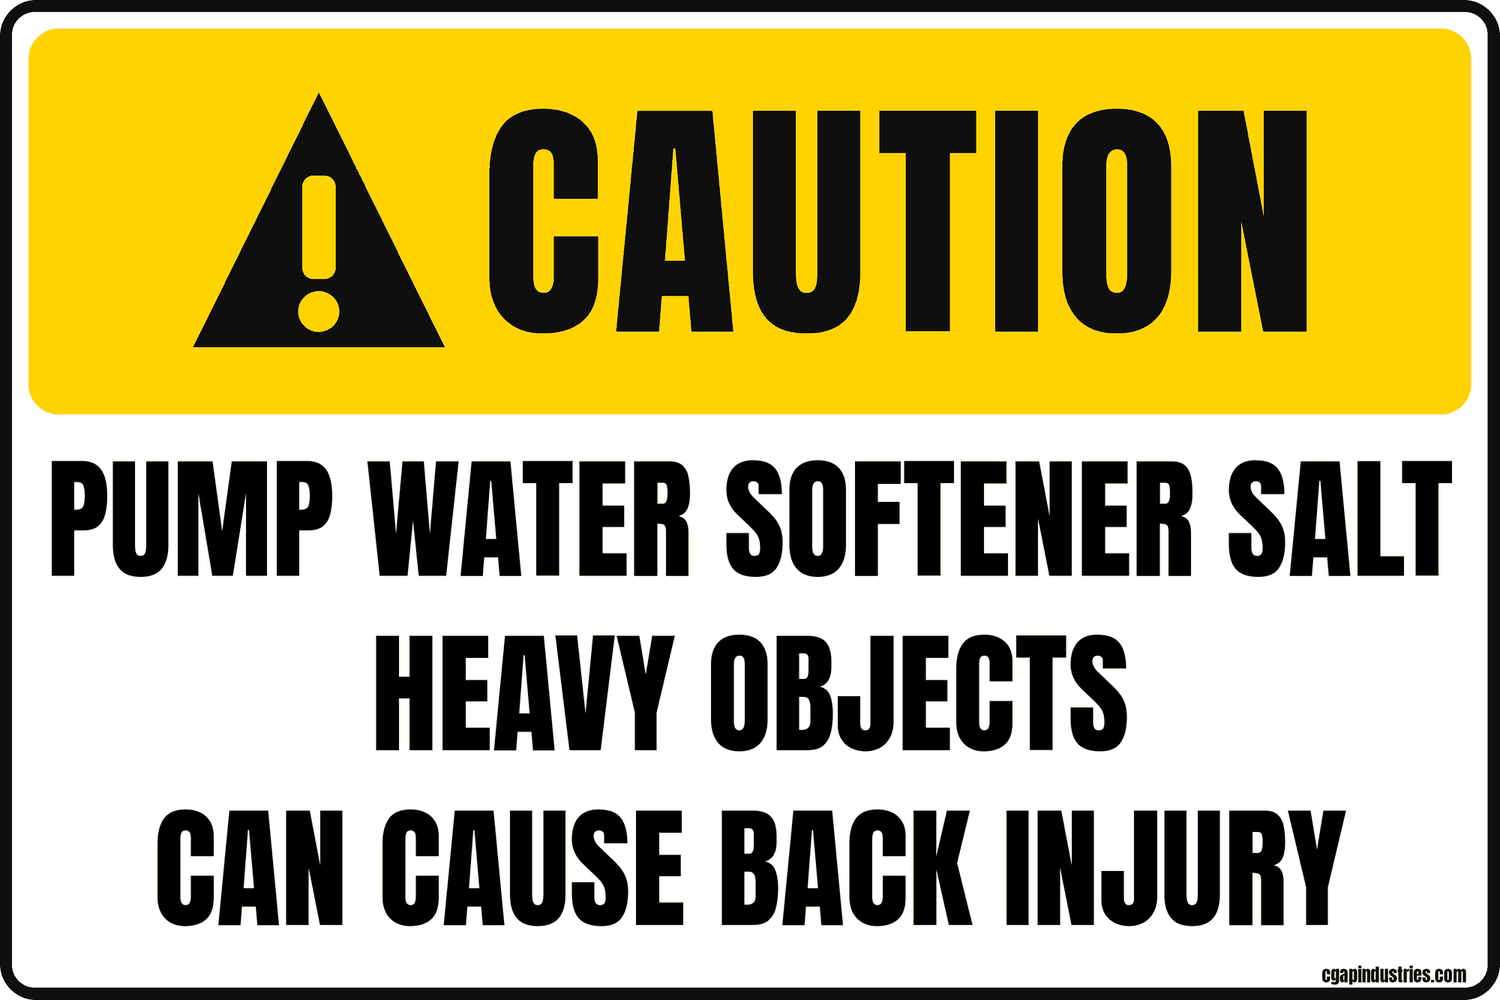 CAUTION
PUMP WATER SOFTENER SALT
HEAVY OBJECTS
CAN CAUSE BACK INJURY
cgapindustries.com